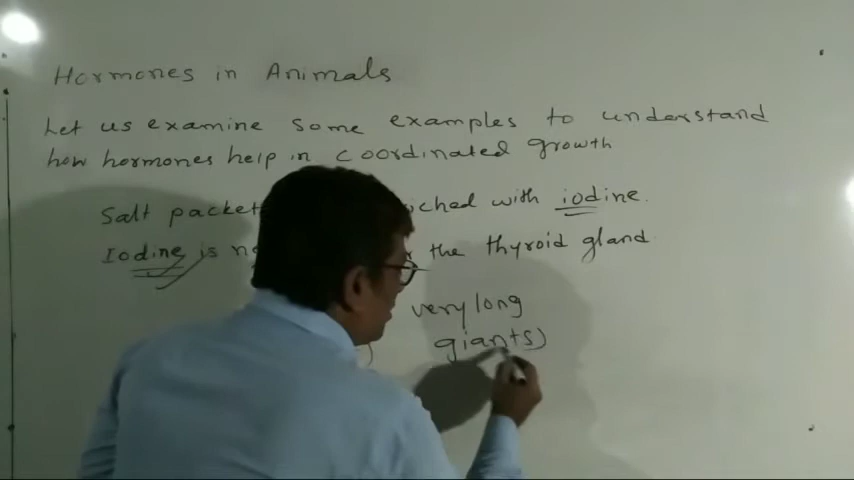 Hormones in Animals
Let us examine some examples to understand
how hormones help in coordinated growth
Salt packet iched with iodine.
Iodine is the thyroid gland
very long
) giants)